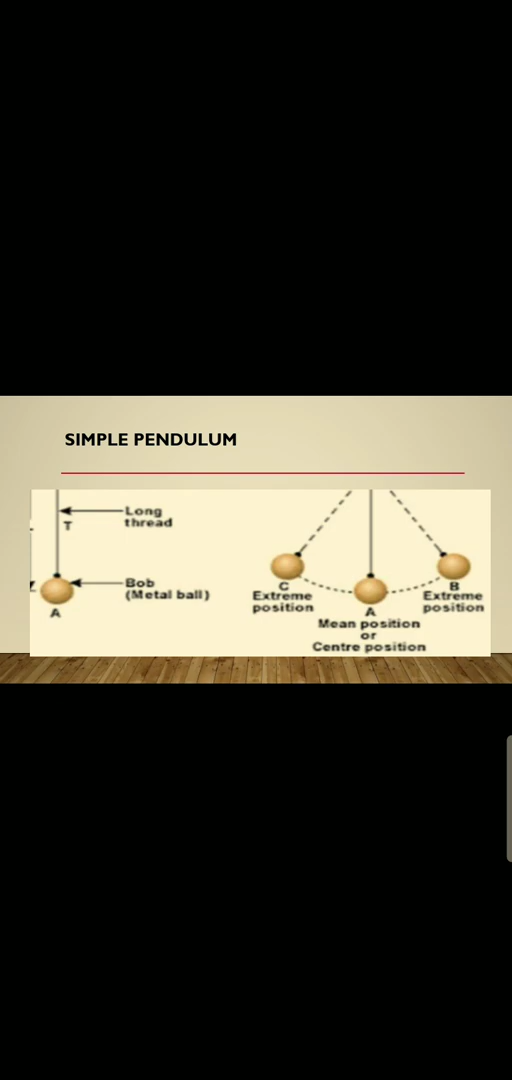 SIMPLE PENDULUM
Long
thread
T
Bob
(Metal ball)
A
C
Extreme
position
A
Mean position
or
Centre position
B
Extreme
position